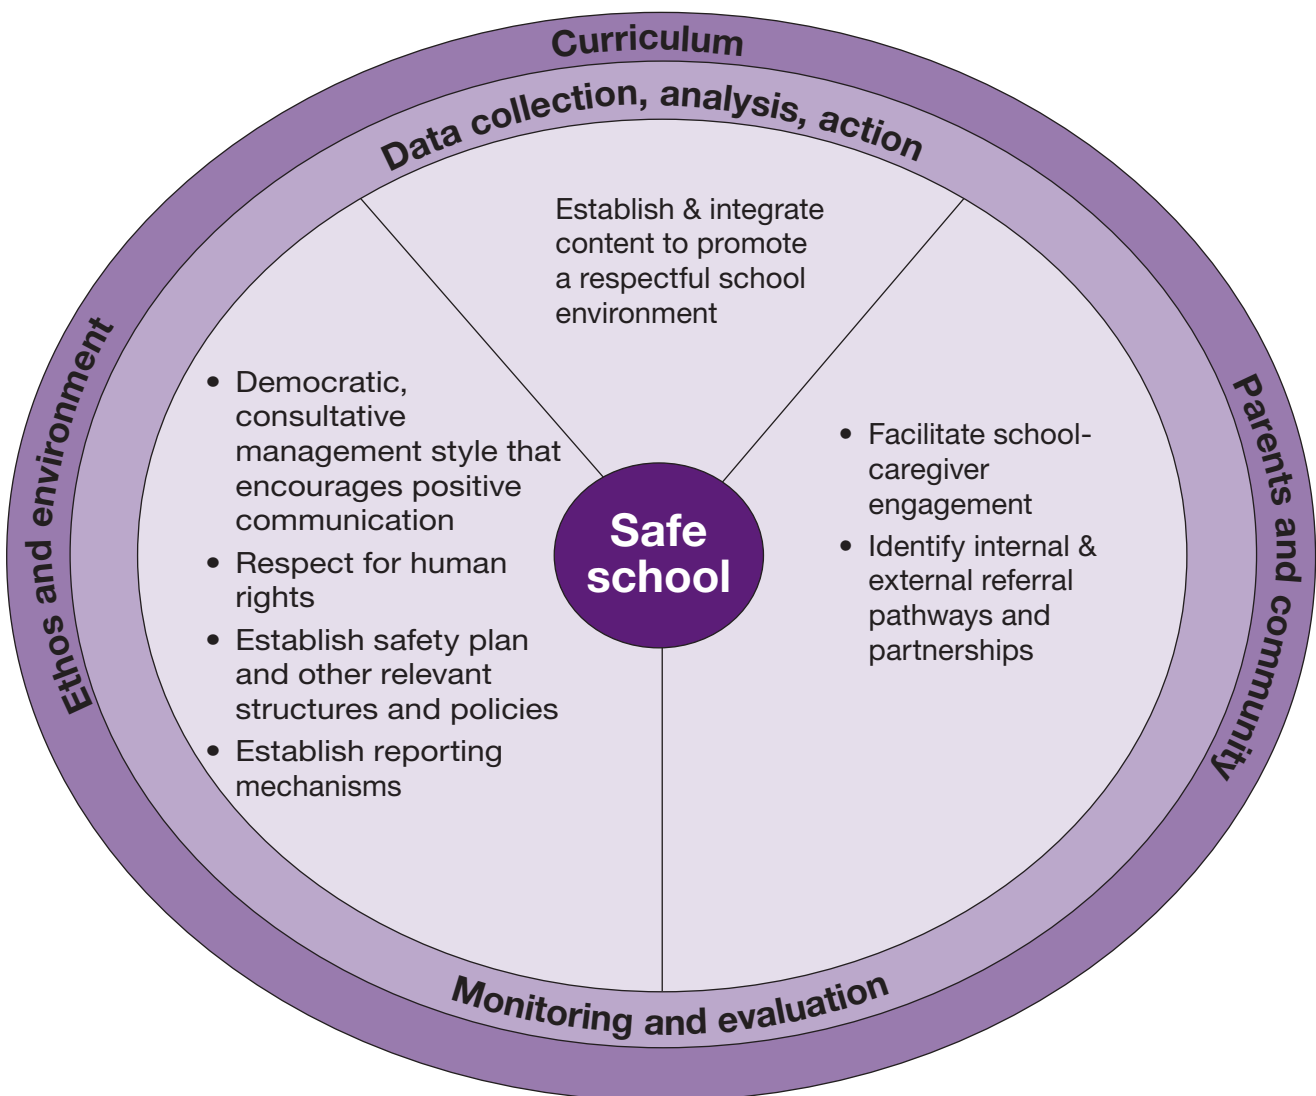 Curriculum
Data collection, analysis, action
Establish & integrate
content to promote
a respectful school
environment
Ethos and environment
• Democratic,
consultative
management style that
encourages positive
communication
• Respect for human
rights
• Establish safety plan
and other relevant
structures and policies
• Establish reporting
mechanisms
Safe
school
• Facilitate school-
caregiver
engagement
• Identify internal &
external referral
pathways and
partnerships
Parents and community
Monitoring and evaluation